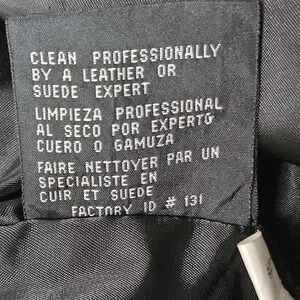 CLEAN PROFESSIONALLY
BY A LEATHER OR
SUEDE EXPERT
LIMPIEZA PROFESSIONAL
AL SECO POR EXPERTO
CUERO O GAMUZA
FAIRE NETTOYER PAR UN
SPECIALISTE EN
CUIR ET SUEDE
FACTORY ID # 131